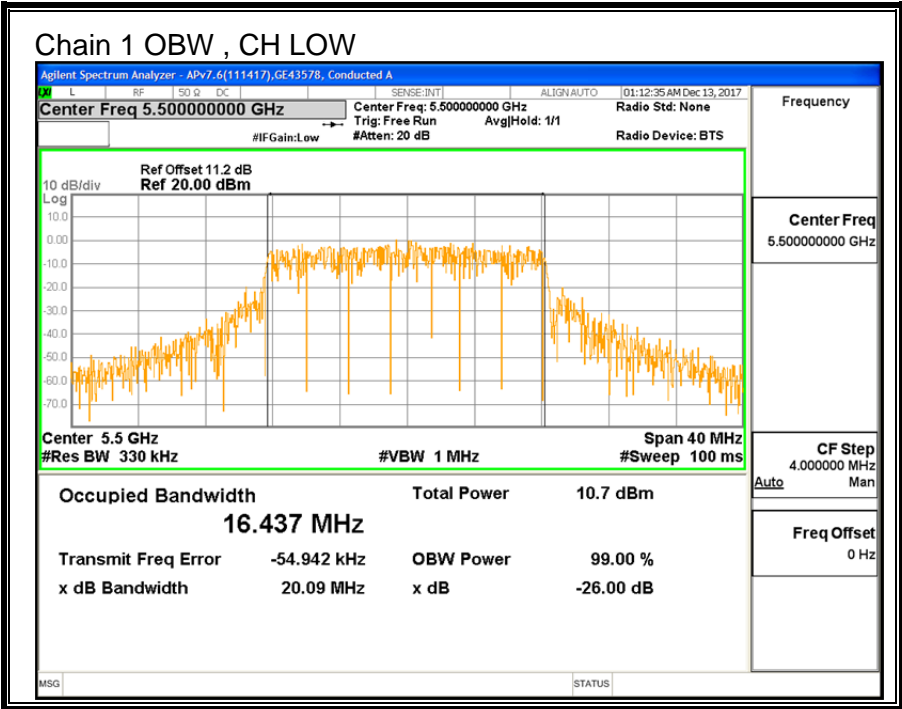 Chain 1 OBW , CH LOW
Agilent Spectrum Analyzer - APv7.6(111417),GE43578, Conducted A
LXI L RF 50 Ω DC SENSE:INT ALIGN AUTO 01:12:35 AM Dec 13, 2017
Center Freq 5.500000000 GHz
Center Freq: 5.500000000 GHz
Radio Std: None
Trig: Free Run Avg|Hold: 1/1
#IFGain:Low #Atten: 20 dB Radio Device: BTS
Ref Offset 11.2 dB
10 dB/div Ref 20.00 dBm
Log
10.0
0.00
-10.0
-20.0
-30.0
-40.0
-50.0
-60.0
-70.0
Center 5.5 GHz Span 40 MHz
#Res BW 330 kHz #VBW 1 MHz #Sweep 100 ms
Occupied Bandwidth Total Power 10.7 dBm
16.437 MHz
Transmit Freq Error -54.942 kHz OBW Power 99.00 %
x dB Bandwidth 20.09 MHz x dB -26.00 dB
Frequency
Center Freq
5.500000000 GHz
CF Step
4.000000 MHz
Auto Man
Freq Offset
0 Hz
MSG STATUS